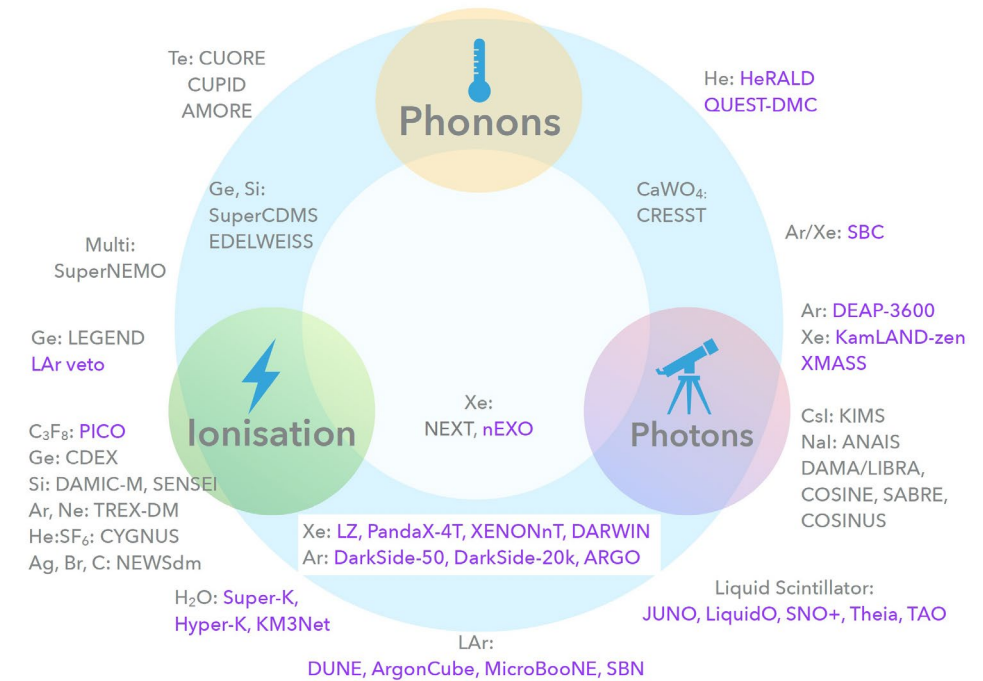 Te: CUORE
CUPID
AMORE
Phonons
He: HeRALD
QUEST-DMC
Ge, Si:
SuperCDMS
EDELWEISS
CaWO₄:
CRESST
Multi:
SuperNEMO
Ar/Xe: SBC
Ge: LEGEND
LAr veto
Ar: DEAP-3600
Xe: KamLAND-zen
XMASS
Ionisation
Xe:
NEXT, nEXO
Photons
C₃F₈: PICO
Ge: CDEX
Si: DAMIC-M, SENSEI
Ar, Ne: TREX-DM
He:SF₆: CYGNUS
Ag, Br, C: NEWSdm
CsI: KIMS
NaI: ANAIS
DAMA/LIBRA,
COSINE, SABRE,
COSINUS
Xe: LZ, PandaX-4T, XENONnT, DARWIN
Ar: DarkSide-50, DarkSide-20k, ARGO
H₂O: Super-K,
Hyper-K, KM3Net
Liquid Scintillator:
JUNO, LiquidO, SNO+, Theia, TAO
LAr:
DUNE, ArgonCube, MicroBooNE, SBN